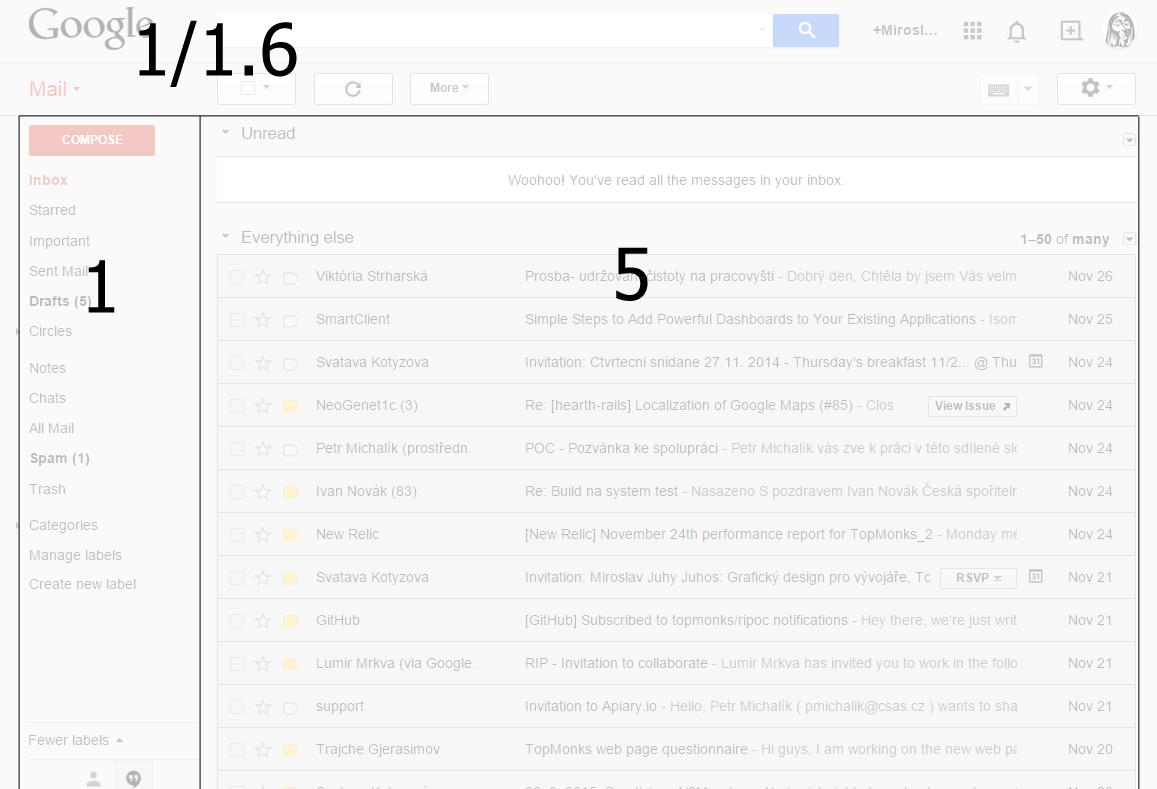 Google
1/1.6
+Mirosl...
Mail
More
COMPOSE
Unread
Inbox
Woohoo! You've read all the messages in your inbox.
Starred
Important
Everything else
1–50 of many
Sent Mail
1
5
Drafts (5)
Circles
Notes
Chats
All Mail
Spam (1)
Trash
Categories
Manage labels
Create new label
Fewer labels
Viktória Strharská Prosba- udržování čistoty na pracovyšti - Dobrý den, Chtěla by jsem Vás velm Nov 26
SmartClient Simple Steps to Add Powerful Dashboards to Your Existing Applications - Isom Nov 25
Svatava Kotyzova Invitation: Ctvrtecni snidane 27.11. 2014 - Thursday's breakfast 11/2... @ Thu 31 Nov 24
NeoGenet1c (3) Re: [hearth-rails] Localization of Google Maps (#85) - Clos View Issue Nov 24
Petr Michalík (prostředn. POC - Pozvánka ke spolupráci - Petr Michalík vás zve k práci v této sdílené Nov 24
Ivan Novák (83) Re: Build na system test - Nasazeno S pozdravem Ivan Novák Česká spořiteln Nov 24
New Relic [New Relic] November 24th performance report for TopMonks_2 - Monday me Nov 24
Svatava Kotyzova Invitation: Miroslav Juhy Juhos: Grafický design pro vývojáře, RSVP 31 Nov 21
GitHub [GitHub] Subscribed to topmonks/ripoc notifications - Hey there, we're just writ Nov 21
Lumir Mrkva (via Google . RIP - Invitation to collaborate - Lumir Mrkva has invited you to work in the follo Nov 21
support Invitation to Apiary.io - Hello, Petr Michalík ( pmichalik@csas.cz ) wants to sha Nov 21
Trajche Gjerasimov TopMonks web page questionnaire - Hi guys, I am working on the new web pa Nov 20